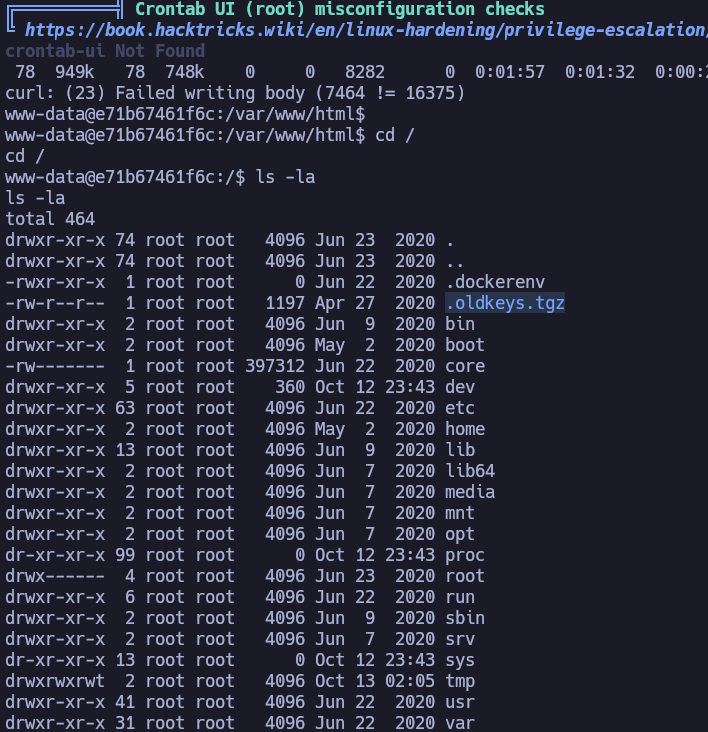 ╔══════════╣ Crontab UI (root) misconfiguration checks
╚ https://book.hacktricks.wiki/en/linux-hardening/privilege-escalation/
crontab-ui Not Found
 78  949k   78  748k    0     0   8282      0  0:01:57  0:01:32  0:00:2
curl: (23) Failed writing body (7464 != 16375)
www-data@e71b67461f6c:/var/www/html$
www-data@e71b67461f6c:/var/www/html$ cd /
cd /
www-data@e71b67461f6c:/$ ls -la
ls -la
total 464
drwxr-xr-x 74 root root   4096 Jun 23  2020 .
drwxr-xr-x 74 root root   4096 Jun 23  2020 ..
-rwxr-xr-x  1 root root      0 Jun 22  2020 .dockerenv
-rw-r--r--  1 root root   1197 Apr 27  2020 .oldkeys.tgz
drwxr-xr-x  2 root root   4096 Jun  9  2020 bin
drwxr-xr-x  2 root root   4096 May  2  2020 boot
-rw-------  1 root root 397312 Jun 22  2020 core
drwxr-xr-x  5 root root    360 Oct 12 23:43 dev
drwxr-xr-x 63 root root   4096 Jun 22  2020 etc
drwxr-xr-x  2 root root   4096 May  2  2020 home
drwxr-xr-x 13 root root   4096 Jun  9  2020 lib
drwxr-xr-x  2 root root   4096 Jun  7  2020 lib64
drwxr-xr-x  2 root root   4096 Jun  7  2020 media
drwxr-xr-x  2 root root   4096 Jun  7  2020 mnt
drwxr-xr-x  2 root root   4096 Jun  7  2020 opt
dr-xr-xr-x 99 root root      0 Oct 12 23:43 proc
drwx------  4 root root   4096 Jun 23  2020 root
drwxr-xr-x  6 root root   4096 Jun 22  2020 run
drwxr-xr-x  2 root root   4096 Jun  9  2020 sbin
drwxr-xr-x  2 root root   4096 Jun  7  2020 srv
dr-xr-xr-x 13 root root      0 Oct 12 23:43 sys
drwxrwxrwt  2 root root   4096 Oct 13 02:05 tmp
drwxr-xr-x 41 root root   4096 Jun 22  2020 usr
drwxr-xr-x 31 root root   4096 Jun 22  2020 var